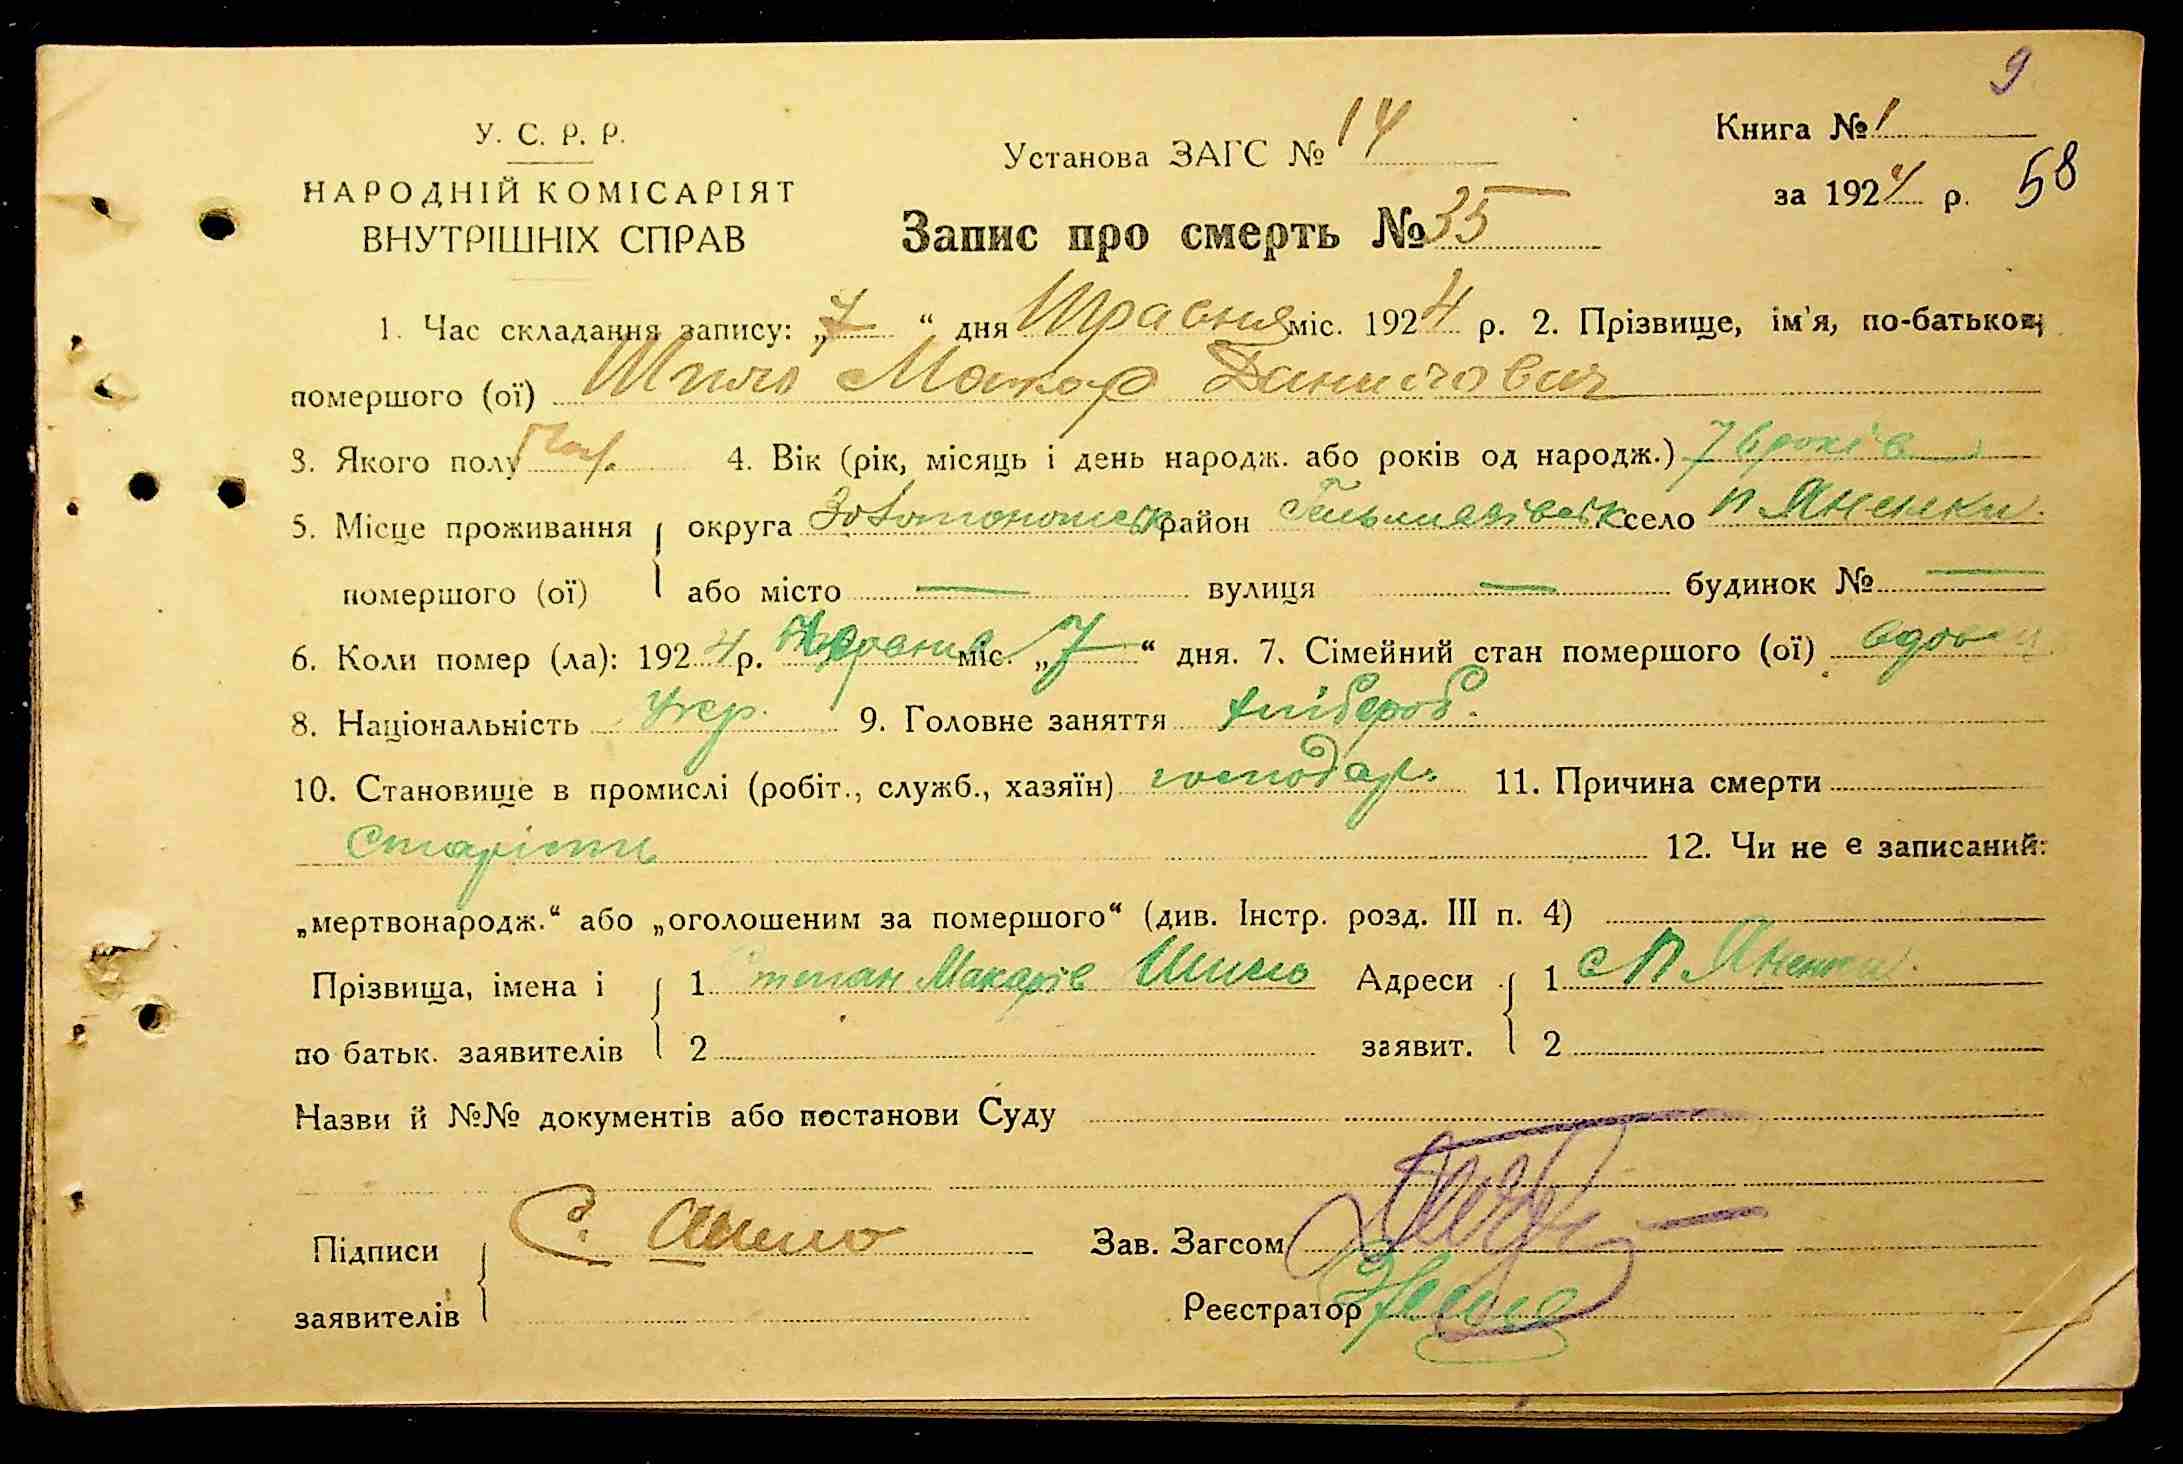 9
У. С. Р. Р.
НАРОДНІЙ КОМІСАРІЯТ
ВНУТРІШНІХ СПРАВ
Установа ЗАГС № 14
Запис про смерть № 35
Книга № 1
за 1924 р. 58
1. Час складання запису: „7“ дня Травня міс. 1924 р. 2. Прізвище, ім'я, по-батькові
помершого (ої) Шило Макар Данилович
3. Якого полу Чол. 4. Вік (рік, місяць і день народж. або років од народж.) 76 років
5. Місце проживання округа Золотоношськ район Гельмязівськ село П Яненки
помершого (ої) або місто — вулиця — будинок № —
6. Коли помер (ла): 1924 р. Травня міс. „7“ дня. 7. Сімейний стан помершого (ої) вдовец
8. Національність Укр. 9. Головне заняття хлібороб.
10. Становище в промислі (робіт., служб., хазяїн) господар. 11. Причина смерти
Старісти 12. Чи не є записаний:
„мертвонародж.“ або „оголошеним за помершого“ (див. Інстр. розд. III п. 4)
Прізвища, імена і 1 Степан Макарів Шило Адреси 1 с П Яненки
по батьк. заявителів 2 заявит. 2
Назви й №№ документів або постанови Суду
Підписи С. Шило Зав. Загсом
заявителів Реєстратор